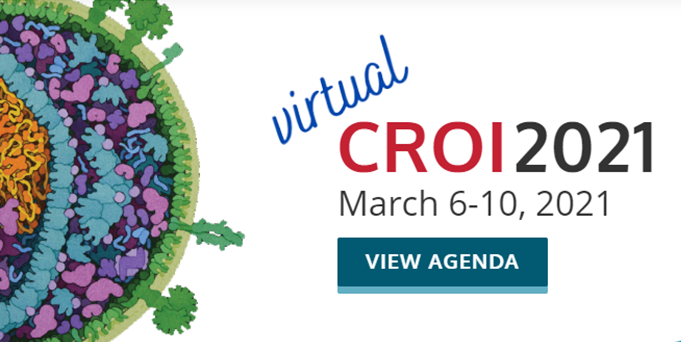 virtual
CROI2021
March 6-10, 2021
VIEW AGENDA